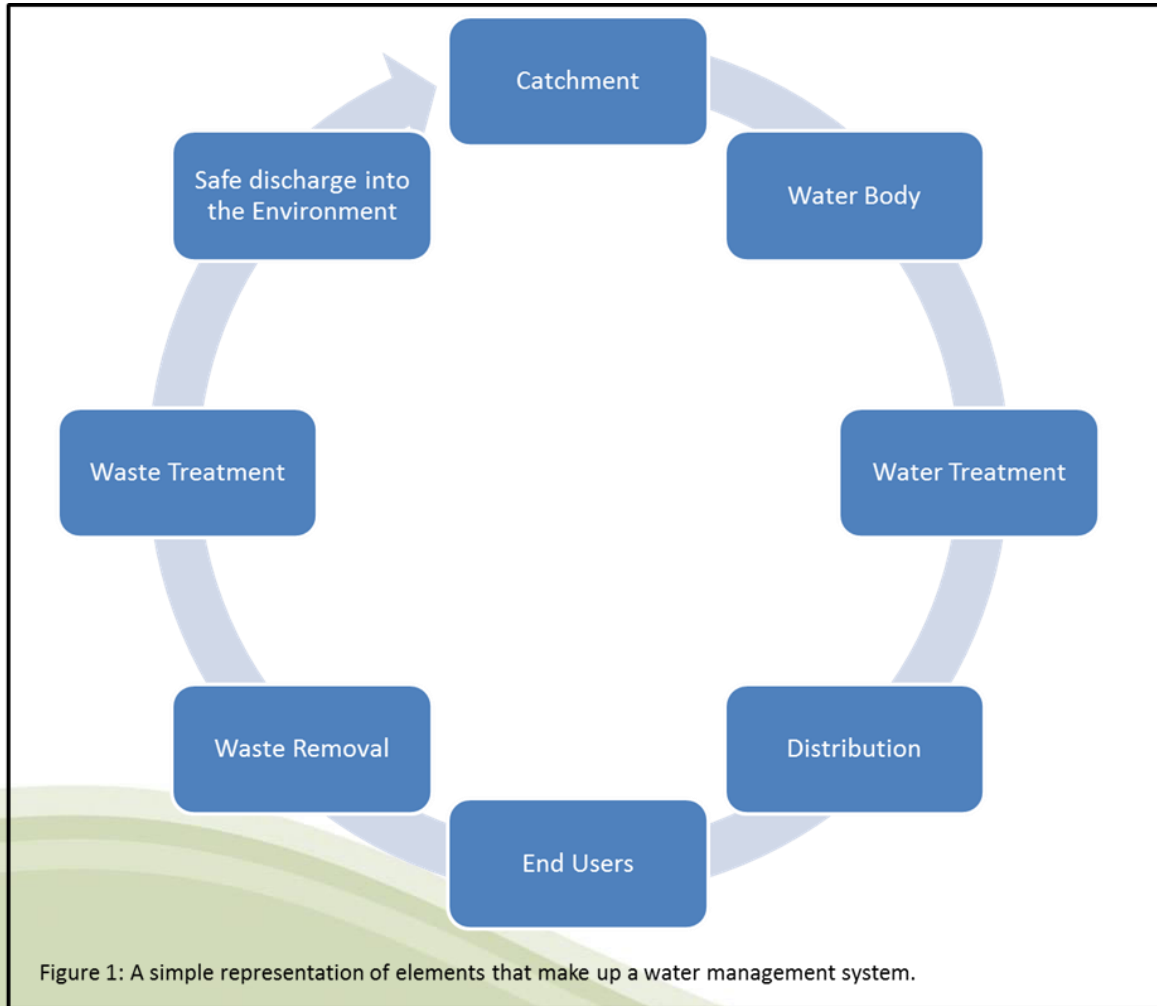 Catchment
Water Body
Water Treatment
Distribution
End Users
Waste Removal
Waste Treatment
Safe discharge into
the Environment
Figure 1: A simple representation of elements that make up a water management system.